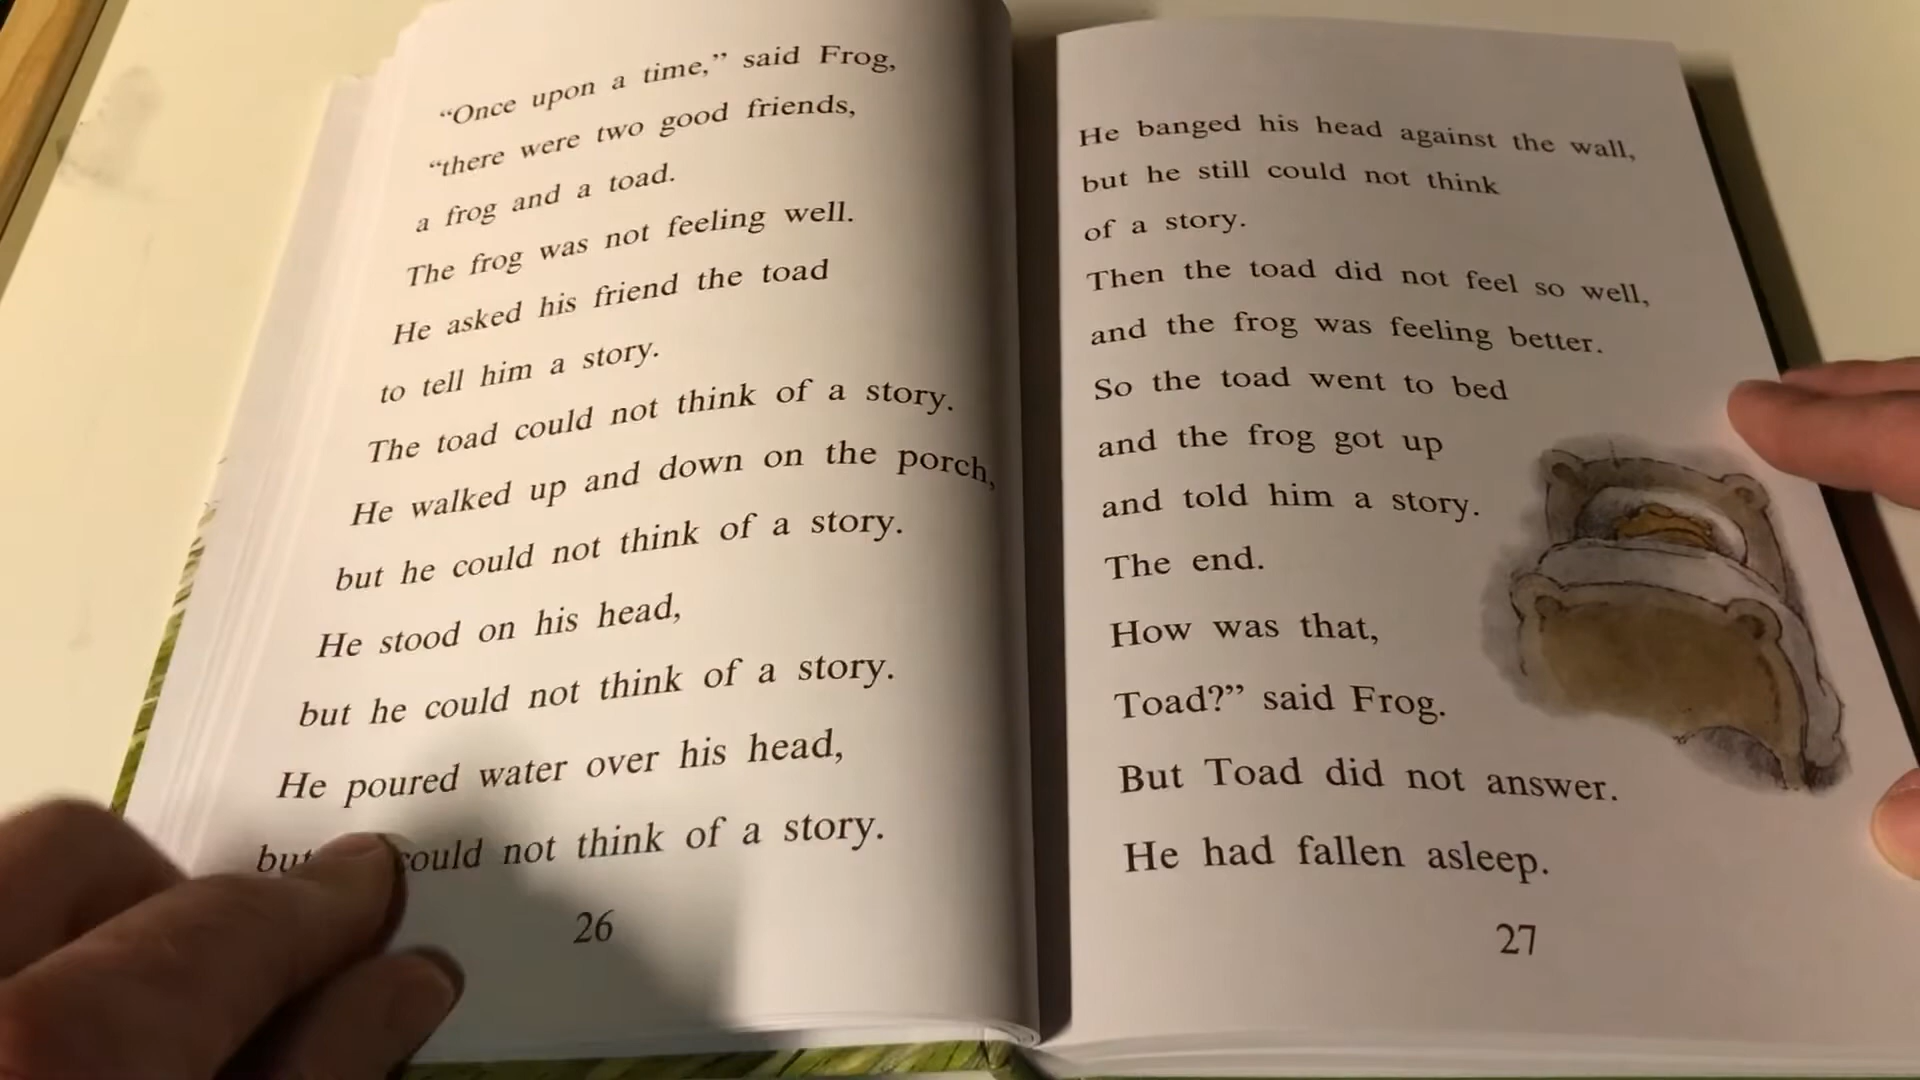 “Once upon a time,” said Frog,
“there were two good friends,
a frog and a toad.
The frog was not feeling well.
He asked his friend the toad
to tell him a story.
The toad could not think of a story.
He walked up and down on the porch,
but he could not think of a story.
He stood on his head,
but he could not think of a story.
He poured water over his head,
but could not think of a story.
26
He banged his head against the wall,
but he still could not think
of a story.
Then the toad did not feel so well,
and the frog was feeling better.
So the toad went to bed
and the frog got up
and told him a story.
The end.
How was that,
Toad?” said Frog.
But Toad did not answer.
He had fallen asleep.
27